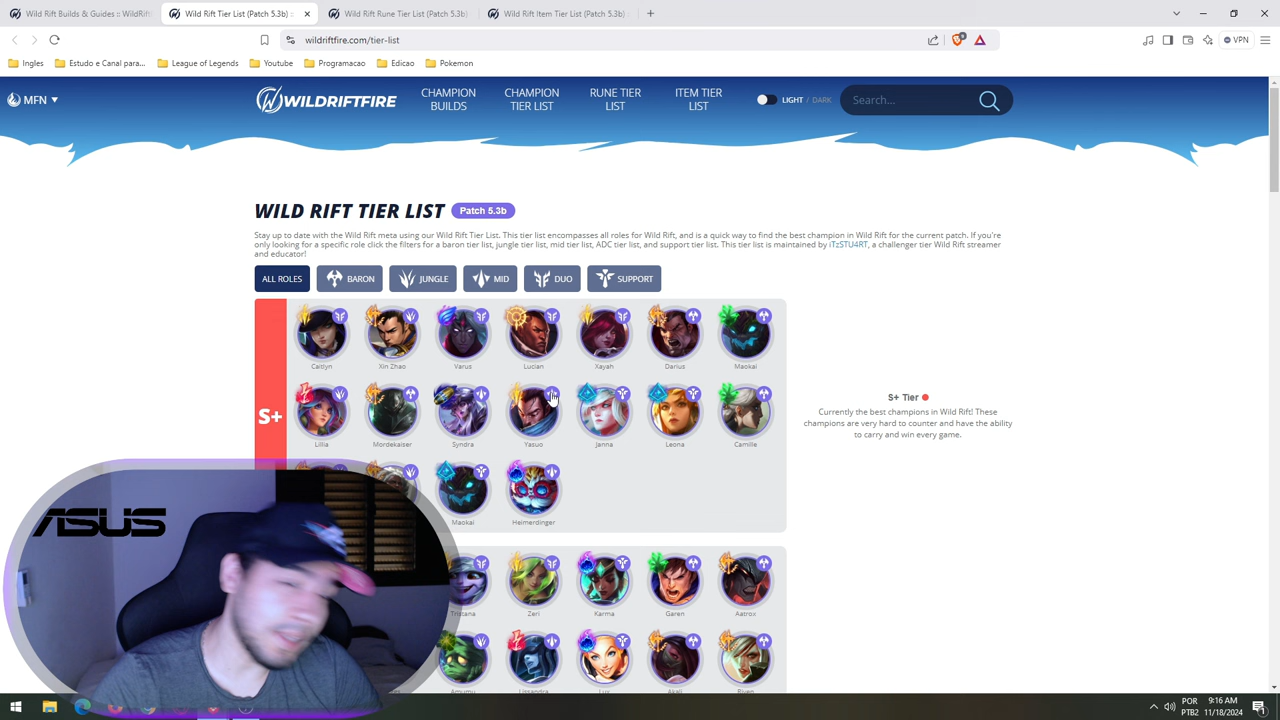 Wild Rift Builds & Guides :: WildRift
Wild Rift Tier List (Patch 5.3b) ::
Wild Rift Rune Tier List (Patch 5.3b)
Wild Rift Item Tier List (Patch 5.3b)
wildriftfire.com/tier-list
VPN
Ingles
Estudo e Canal para...
League of Legends
Youtube
Programacao
Edicao
Pokemon
MFN
WILDRIFTFIRE
CHAMPION BUILDS
CHAMPION TIER LIST
RUNE TIER LIST
ITEM TIER LIST
LIGHT / DARK
Search...
WILD RIFT TIER LIST
Patch 5.3b
Stay up to date with the Wild Rift meta using our Wild Rift Tier List. This tier list encompasses all roles for Wild Rift, and is a quick way to find the best champion in Wild Rift for the current patch. If you're
only looking for a specific role click the filters for a baron tier list, jungle tier list, mid tier list, ADC tier list, and support tier list. This tier list is maintained by iTzSTU4RT, a challenger tier Wild Rift streamer
and educator!
ALL ROLES
BARON
JUNGLE
MID
DUO
SUPPORT
S+
Caitlyn
Xin Zhao
Varus
Lucian
Xayah
Darius
Maokai
Lillia
Mordekaiser
Syndra
Yasuo
Janna
Leona
Camille
Maokai
Heimerdinger
S+ Tier
Currently the best champions in Wild Rift! These
champions are very hard to counter and have the ability
to carry and win every game.
Tristana
Zeri
Karma
Garen
Aatrox
Amumu
Lissandra
Lux
Akali
Riven
ASUS
POR
PTB2
9:16 AM
11/18/2024